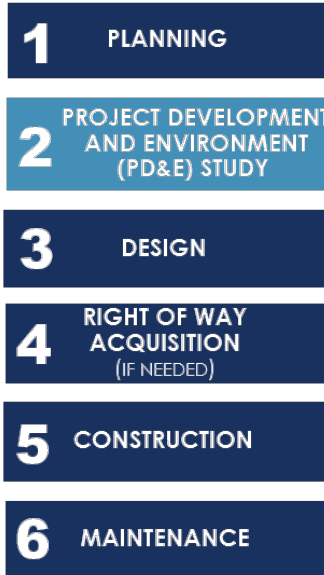 1 PLANNING
2 PROJECT DEVELOPMENT
AND ENVIRONMENT
(PD&E) STUDY
3 DESIGN
4 RIGHT OF WAY
ACQUISITION
(IF NEEDED)
5 CONSTRUCTION
6 MAINTENANCE